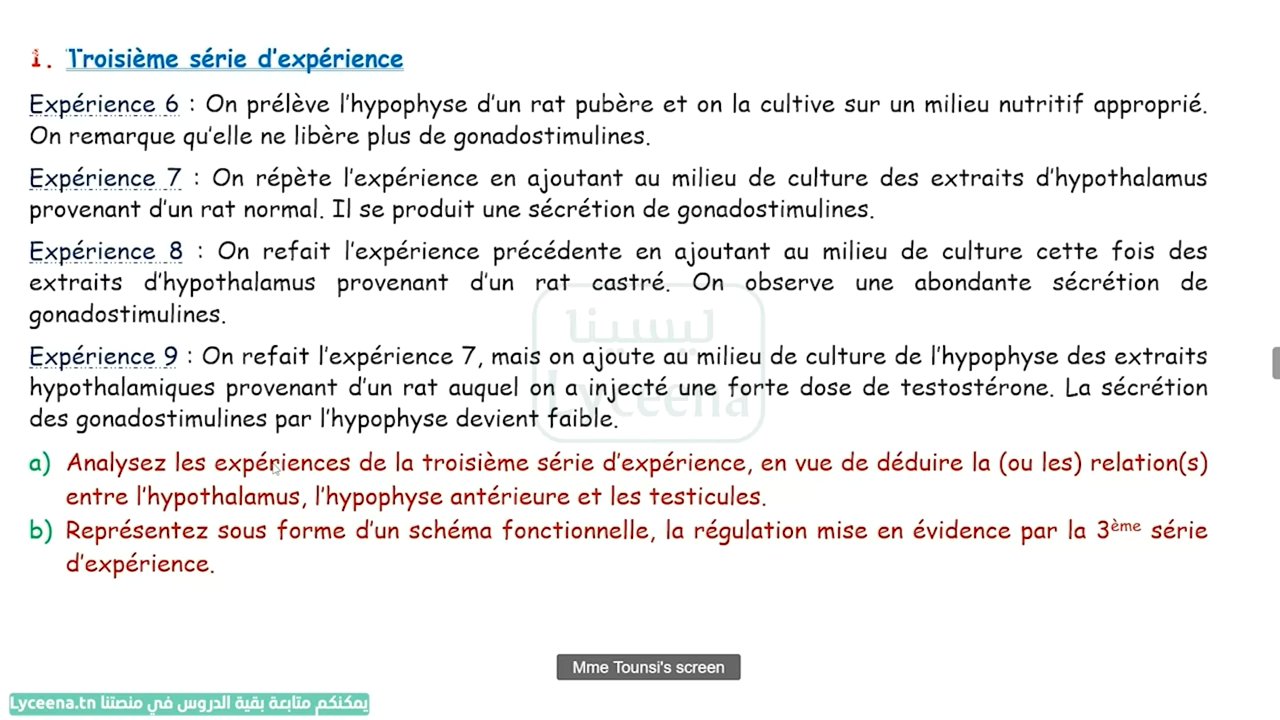 1. Troisième série d'expérience
Expérience 6 : On prélève l'hypophyse d'un rat pubère et on la cultive sur un milieu nutritif approprié.
On remarque qu'elle ne libère plus de gonadostimulines.
Expérience 7 : On répète l'expérience en ajoutant au milieu de culture des extraits d'hypothalamus
provenant d'un rat normal. Il se produit une sécrétion de gonadostimulines.
Expérience 8 : On refait l'expérience précédente en ajoutant au milieu de culture cette fois des
extraits d'hypothalamus provenant d'un rat castré. On observe une abondante sécrétion de
gonadostimulines.
ليسينا
Expérience 9 : On refait l'expérience 7, mais on ajoute au milieu de culture de l'hypophyse des extraits
hypothalamiques provenant d'un rat auquel on a injecté une forte dose de testostérone. La sécrétion
Lyceena
des gonadostimulines par l'hypophyse devient faible.
a) Analysez les expériences de la troisième série d'expérience, en vue de déduire la (ou les) relation(s)
entre l'hypothalamus, l'hypophyse antérieure et les testicules.
b) Représentez sous forme d'un schéma fonctionnelle, la régulation mise en évidence par la 3ème série
d'expérience.
Mme Tounsi's screen
يمكنكم متابعة بقية الدروس في منصتنا Lyceena.tn